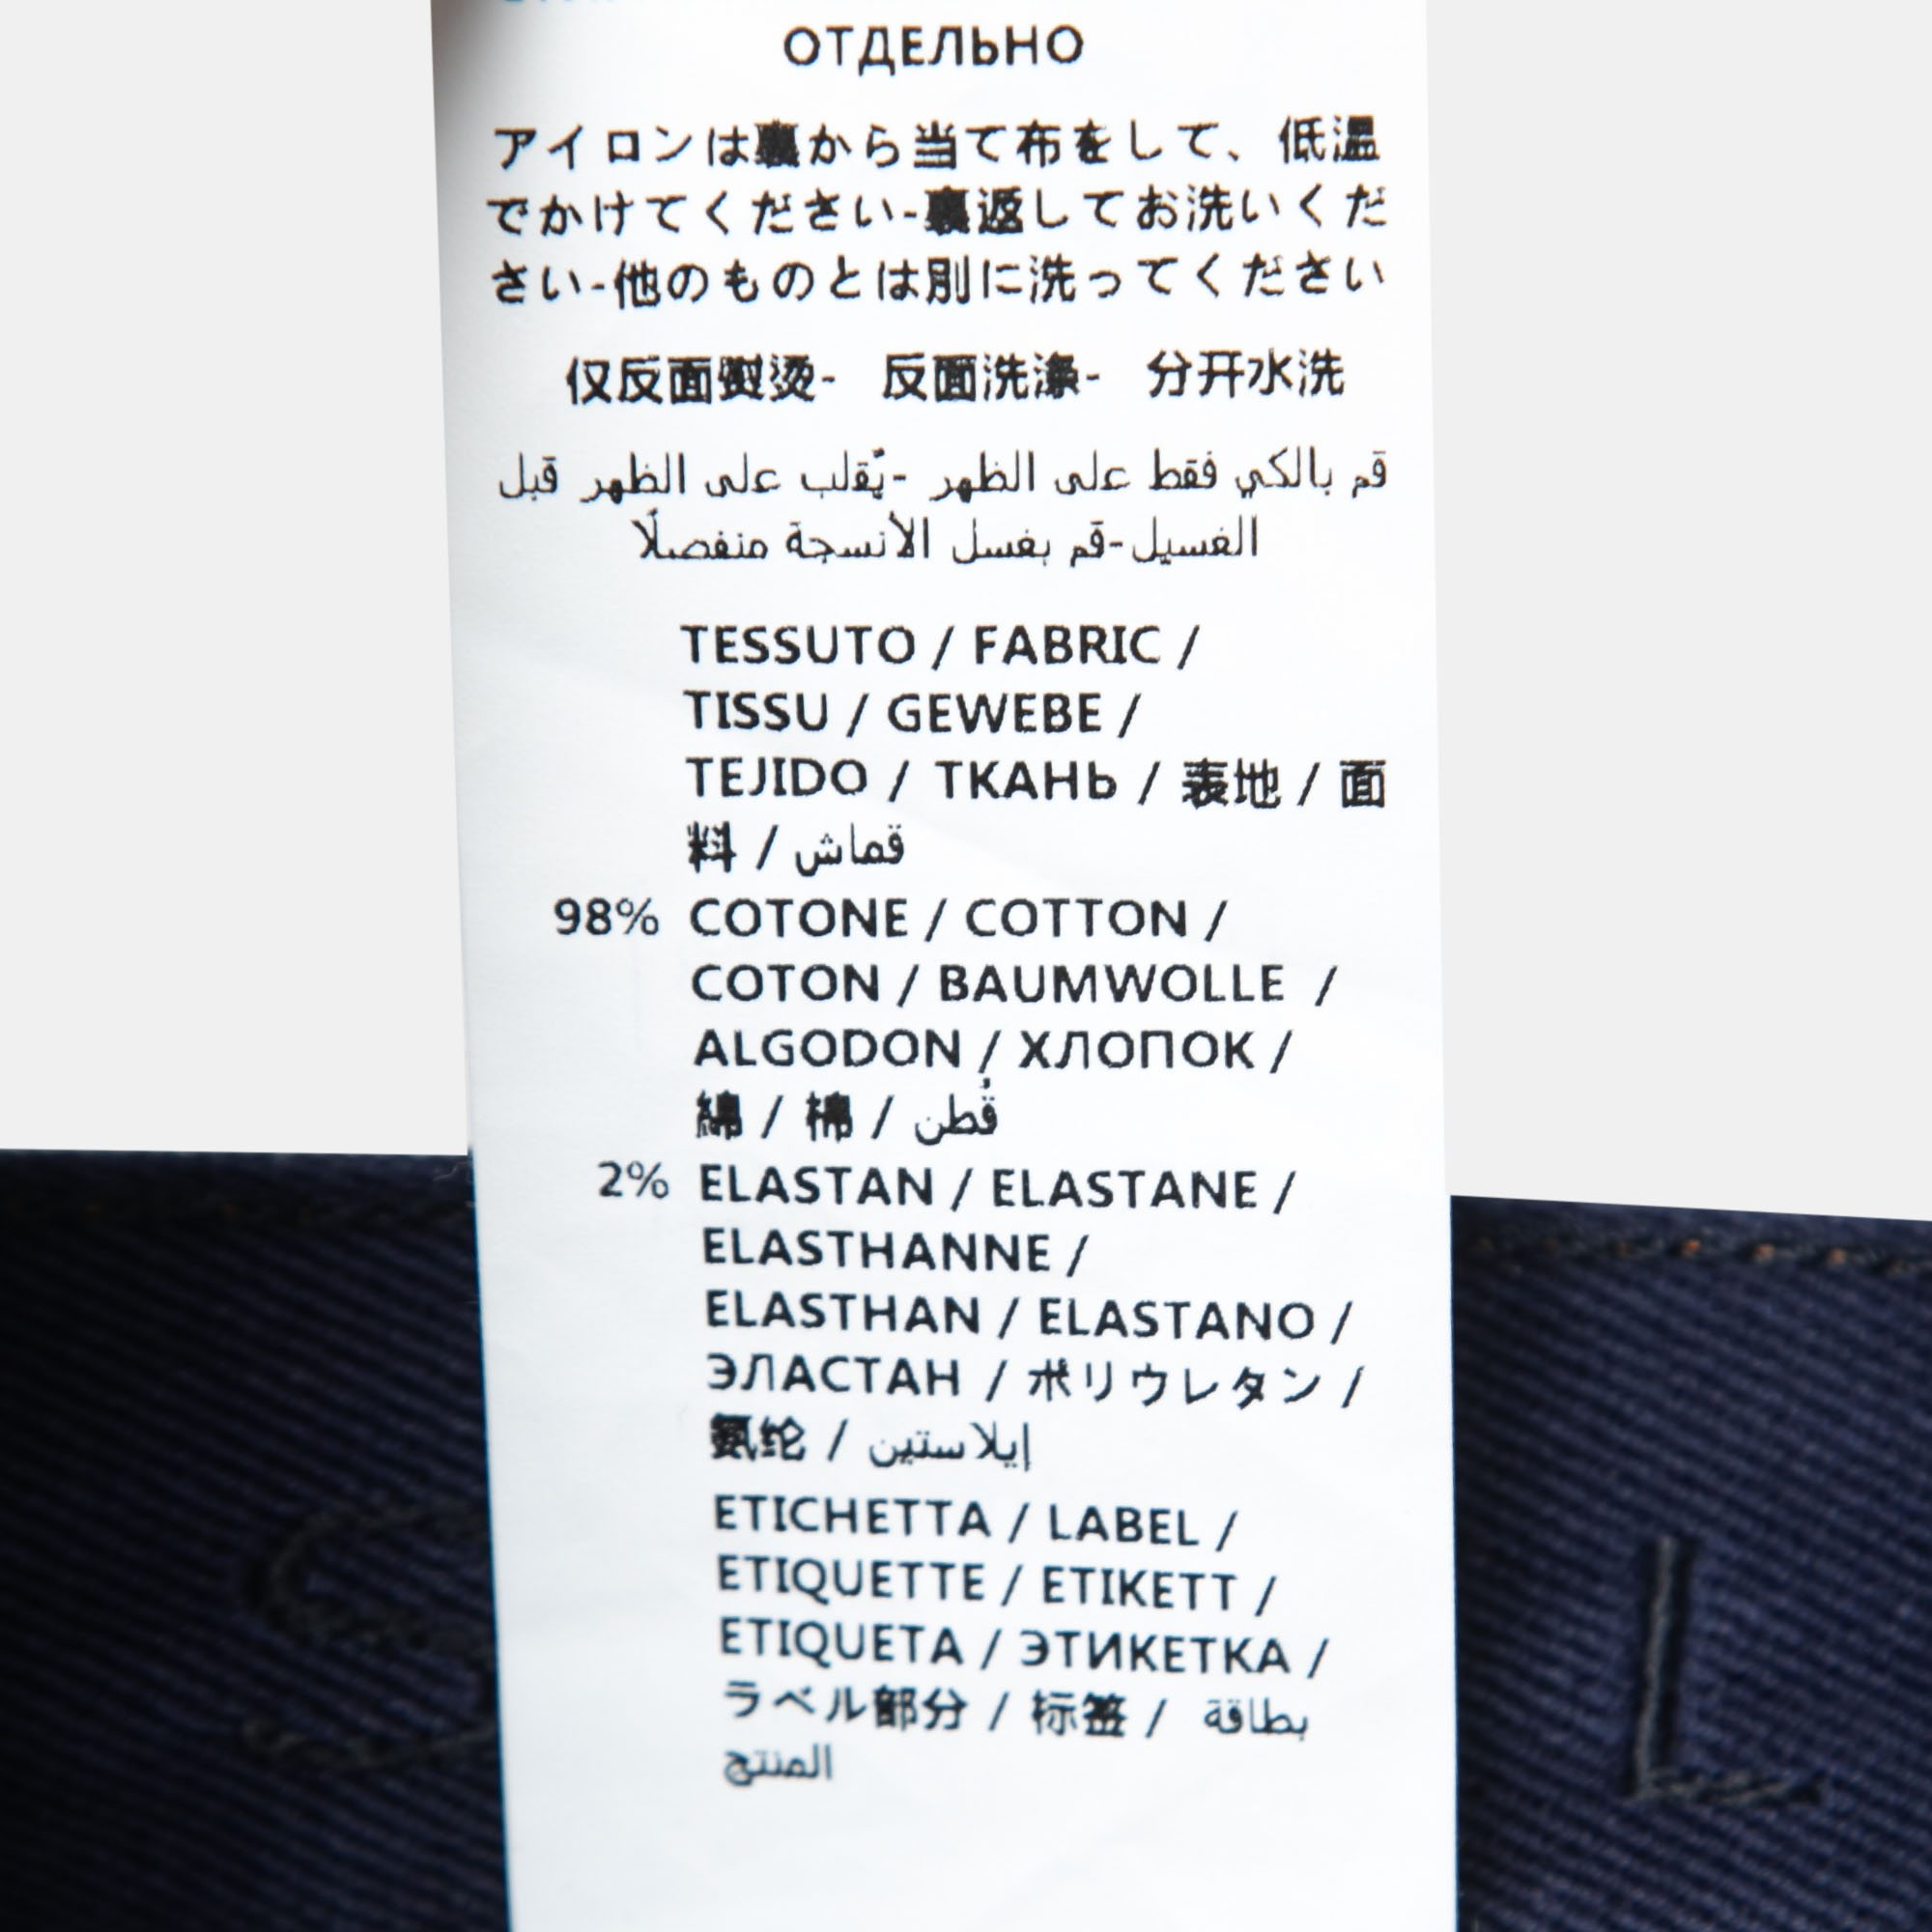 ОТДЕЛЬНО
アイロンは裏から当て布をして、低温
でかけてください-裏返してお洗いくだ
さい-他のものとは別に洗ってください
仅反面熨烫- 反面洗涤- 分开水洗
قم بالكي فقط على الظهر -يُقلب على الظهر قبل
الغسيل-قم بغسل الأنسجة منفصلًا
TESSUTO / FABRIC /
TISSU / GEWEBE /
TEJIDO / ТКАНЬ / 表地 / 面
料 / قماش
98% COTONE / COTTON /
COTON / BAUMWOLLE /
ALGODON / ХЛОПОК /
綿 / 棉 / قُطن
2% ELASTAN / ELASTANE /
ELASTHANNE /
ELASTHAN / ELASTANO /
ЭЛАСТАН / ポリウレタン /
氨纶 / إيلاستين
ETICHETTA / LABEL /
ETIQUETTE / ETIKETT /
ETIQUETA / ЭТИКЕТКА /
ラベル部分 / 标签 / بطاقة
المنتج
S L